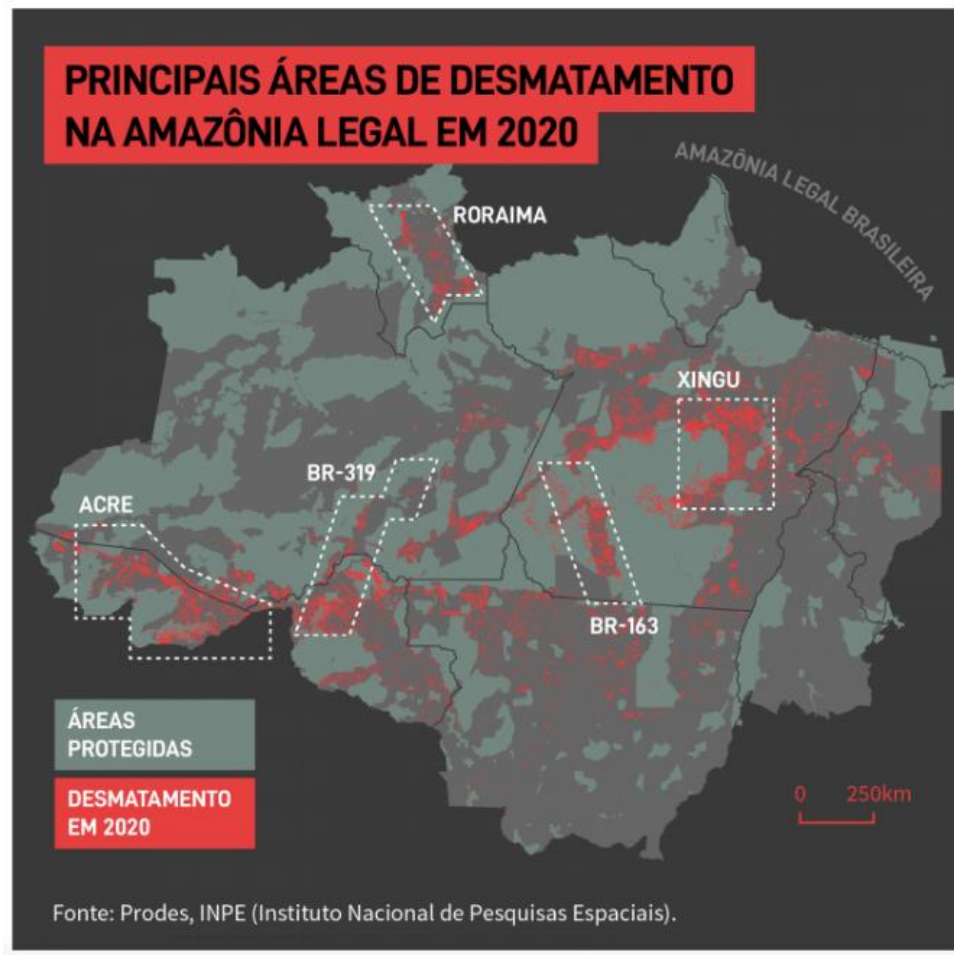 PRINCIPAIS ÁREAS DE DESMATAMENTO
NA AMAZÔNIA LEGAL EM 2020
AMAZÔNIA LEGAL BRASILEIRA
RORAIMA
XINGU
BR-319
ACRE
BR-163
ÁREAS
PROTEGIDAS
DESMATAMENTO
EM 2020
0 250km
Fonte: Prodes, INPE (Instituto Nacional de Pesquisas Espaciais).